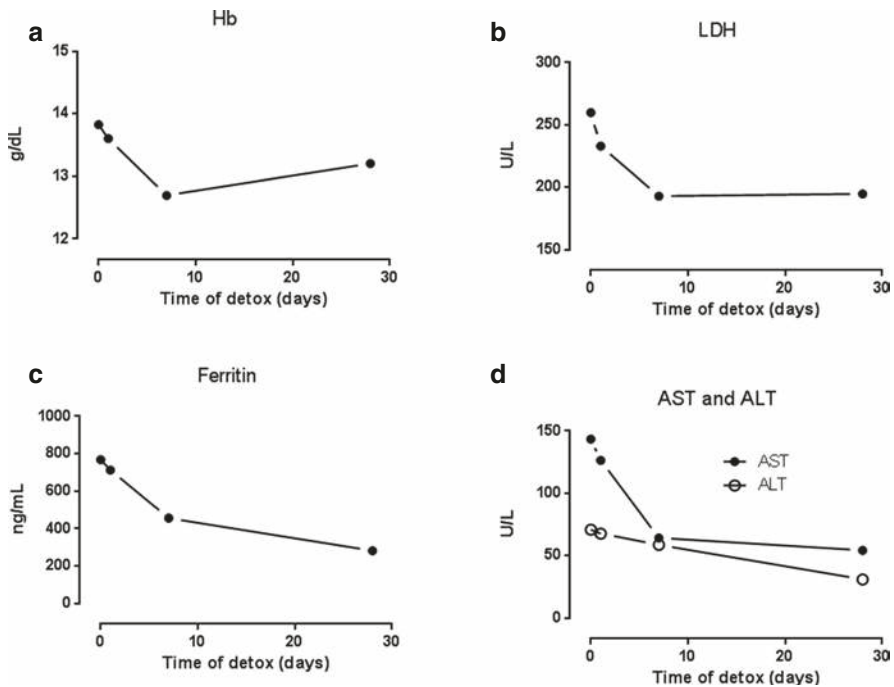 a
Hb
15
14
13
12
g/dL
0 10 20 30
Time of detox (days)
b
LDH
300
250
200
150
U/L
0 10 20 30
Time of detox (days)
c
Ferritin
1000
800
600
400
200
0
ng/mL
0 10 20 30
Time of detox (days)
d
AST and ALT
150
100
50
0
U/L
AST
ALT
0 10 20 30
Time of detox (days)